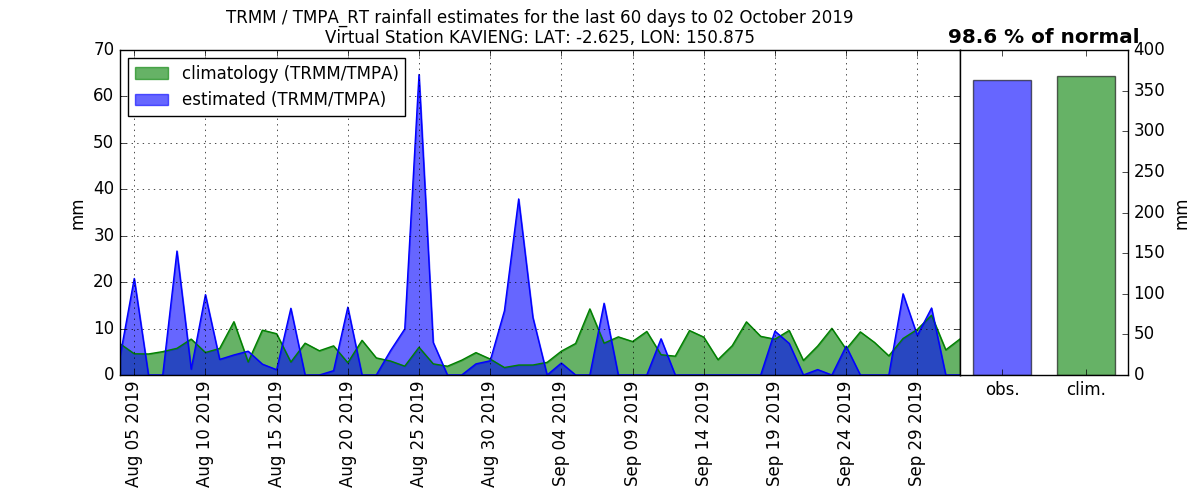 TRMM / TMPA_RT rainfall estimates for the last 60 days to 02 October 2019
Virtual Station KAVIENG: LAT: -2.625, LON: 150.875
98.6 % of normal
climatology (TRMM/TMPA)
estimated (TRMM/TMPA)
mm
70
60
50
40
30
20
10
0
Aug 05 2019
Aug 10 2019
Aug 15 2019
Aug 20 2019
Aug 25 2019
Aug 30 2019
Sep 04 2019
Sep 09 2019
Sep 14 2019
Sep 19 2019
Sep 24 2019
Sep 29 2019
obs.
clim.
400
350
300
250
200
150
100
50
0
mm